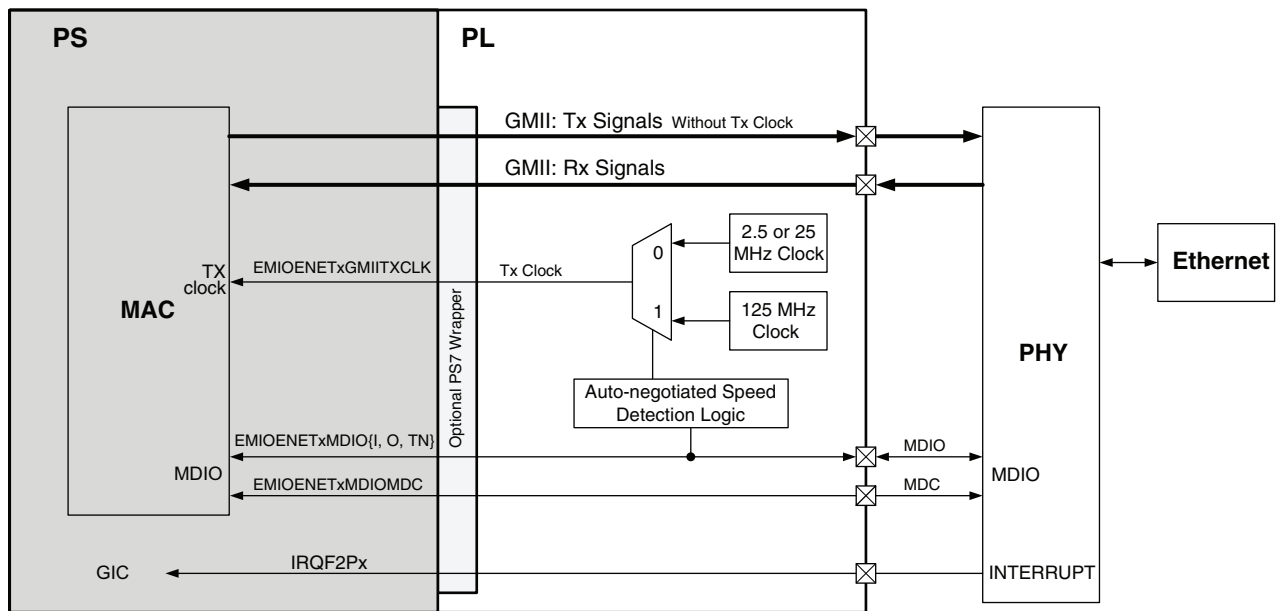 PS
PL
GMII: Tx Signals Without Tx Clock
GMII: Rx Signals
2.5 or 25
MHz Clock
0
EMIOENETxGMIITXCLK
Tx Clock
TX
clock
MAC
1
125 MHz
Clock
Ethernet
PHY
Optional PS7 Wrapper
Auto-negotiated Speed
Detection Logic
EMIOENETxMDIO{I, O, TN}
MDIO
MDIO
MDIO
EMIOENETxMDIOMDC
MDC
IRQF2Px
GIC
INTERRUPT